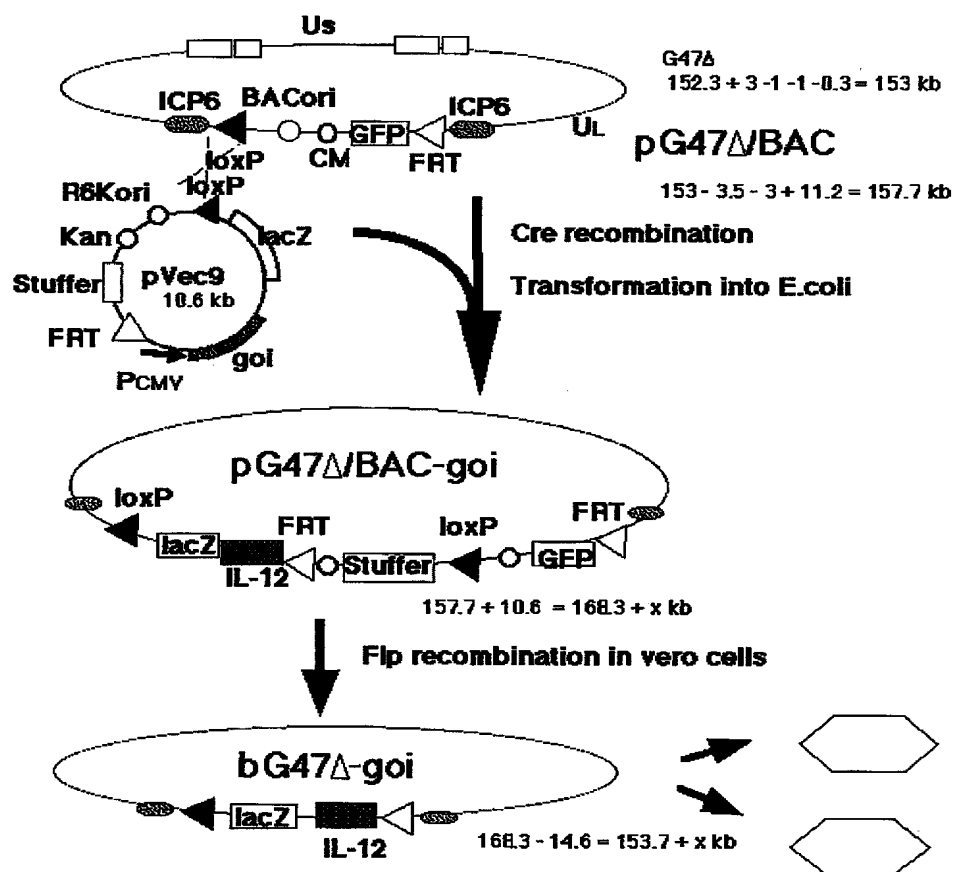 Us
G47Δ
152.3 + 3 -1 -1 -0.3 = 153 kb
ICP6
BACori
ICP6
UL
CM
GFP
FRT
pG47Δ/BAC
loxP
loxP
153 - 3.5 - 3 + 11.2 = 157.7 kb
R6Kori
lacZ
Kan
Cre recombination
Stuffer
pVec9
10.6 kb
Transformation into E.coli
FRT
goi
PCMV
pG47Δ/BAC-goi
loxP
FRT
loxP
FRT
lacZ
IL-12
Stuffer
GFP
157.7 + 10.6 = 168.3 + x kb
Flp recombination in vero cells
bG47Δ-goi
lacZ
IL-12
168.3 - 14.6 = 153.7 + x kb